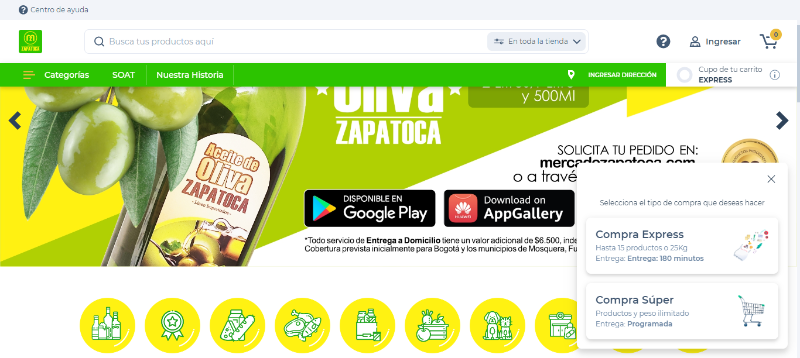 Centro de ayuda
m
ZAPATOCA
Busca tus productos aquí
En toda la tienda
Ingresar
0
Categorías
SOAT
Nuestra Historia
INGRESAR DIRECCIÓN
Cupo de tu carrito
EXPRESS
Oliva
ZAPATOCA
y 500Ml
Aceite de
Oliva
ZAPATOCA
SOLICITA TU PEDIDO EN:
mercadozapatoca.com
o a travé
DISPONIBLE EN
Google Play
Download on
AppGallery
HUAWEI
*Todo servicio de Entrega a Domicilio tiene un valor adicional de $6.500, inde
Cobertura prevista inicialmente para Bogotá y los municipios de Mosquera, Fu
Selecciona el tipo de compra que deseas hacer
Compra Express
Hasta 15 productos o 25Kg
Entrega: Entrega: 180 minutos
Compra Súper
Productos y peso ilimitado
Entrega: Programada